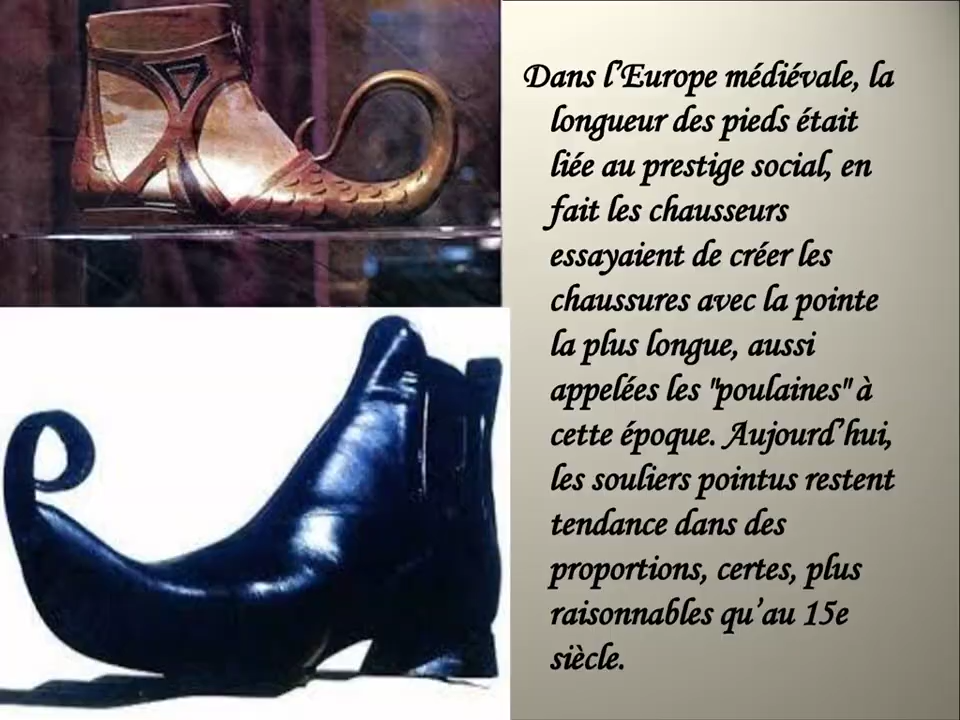 Dans l'Europe médiévale, la
longueur des pieds était
liée au prestige social, en
fait les chausseurs
essayaient de créer les
chaussures avec la pointe
la plus longue, aussi
appelées les "poulaines" à
cette époque. Aujourd'hui,
les souliers pointus restent
tendance dans des
proportions, certes, plus
raisonnables qu'au 15e
siècle.